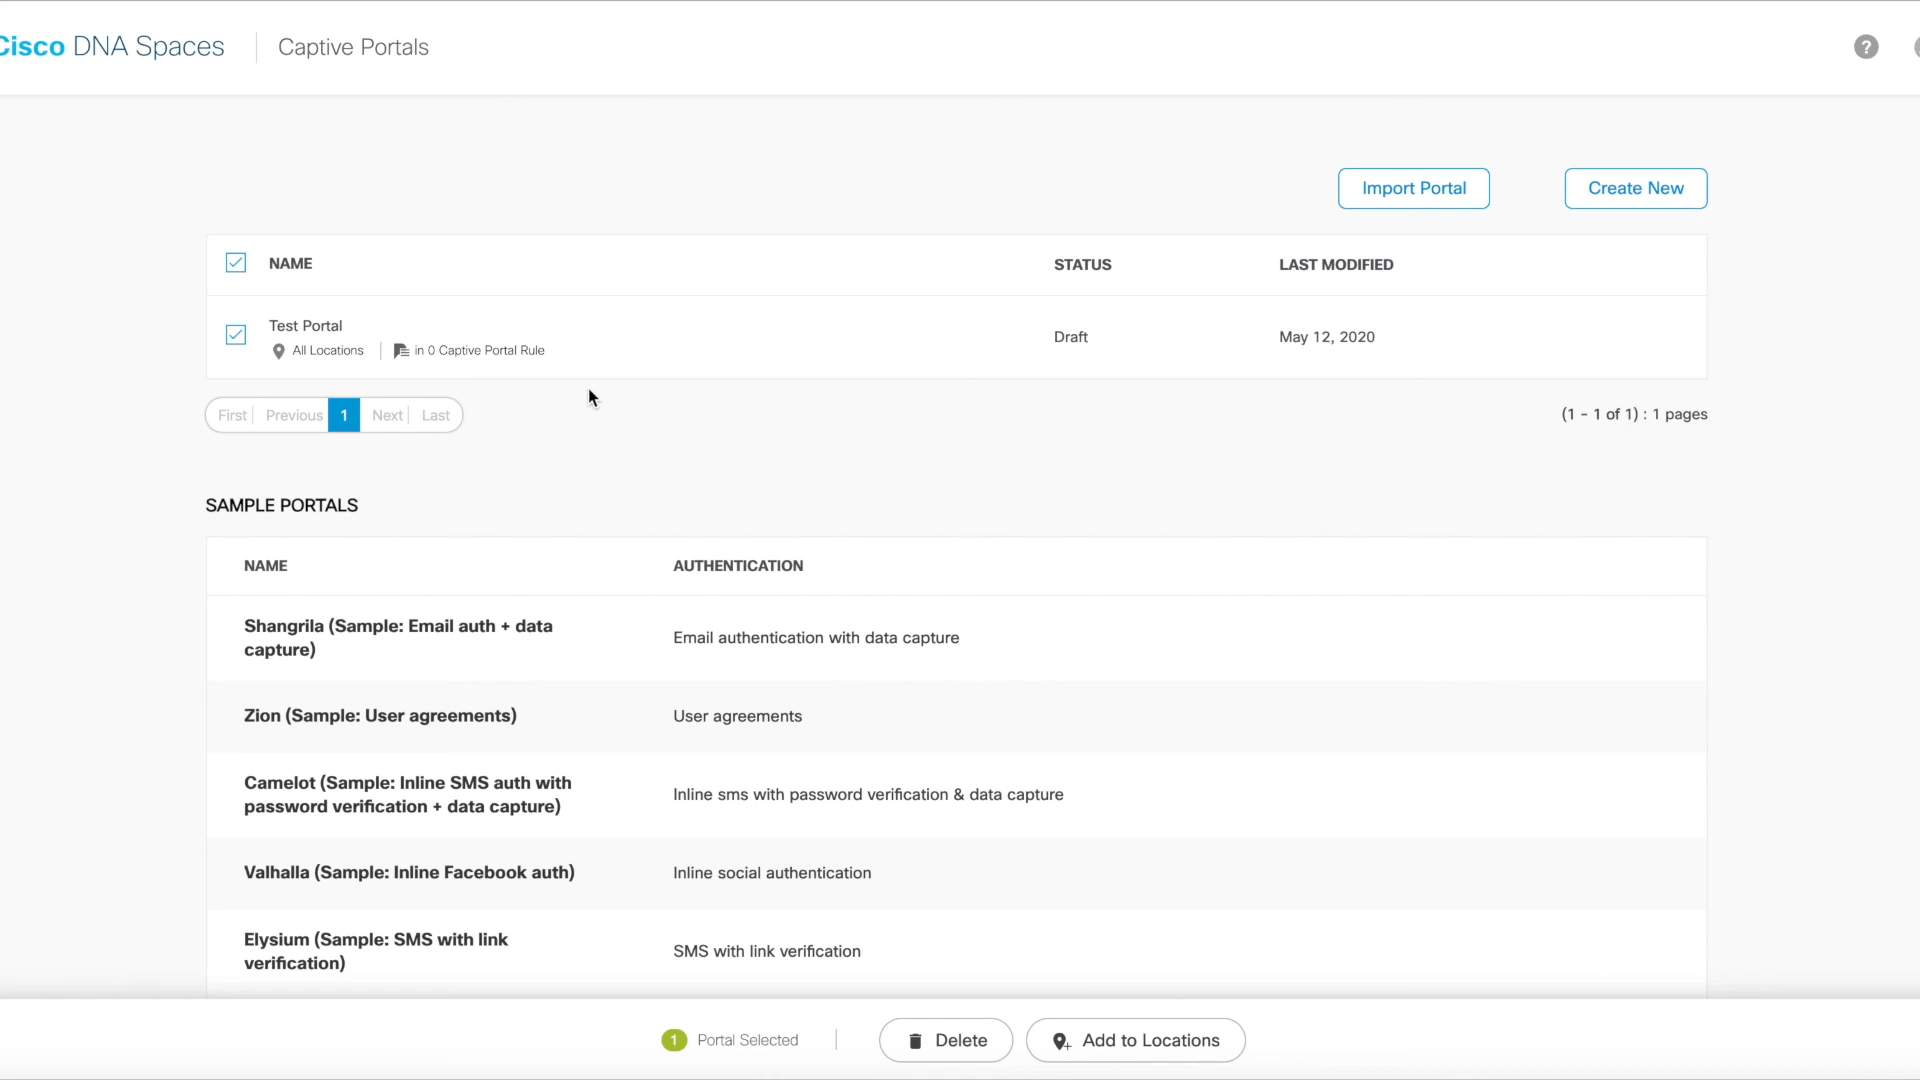 Cisco DNA Spaces Captive Portals ?
Import Portal Create New
NAME STATUS LAST MODIFIED
Test Portal
All Locations in 0 Captive Portal Rule Draft May 12, 2020
First Previous 1 Next Last (1 - 1 of 1) : 1 pages
SAMPLE PORTALS
NAME AUTHENTICATION
Shangrila (Sample: Email auth + data
capture)
Email authentication with data capture
Zion (Sample: User agreements) User agreements
Camelot (Sample: Inline SMS auth with
password verification + data capture)
Inline sms with password verification & data capture
Valhalla (Sample: Inline Facebook auth) Inline social authentication
Elysium (Sample: SMS with link
verification)
SMS with link verification
1 Portal Selected Delete Add to Locations